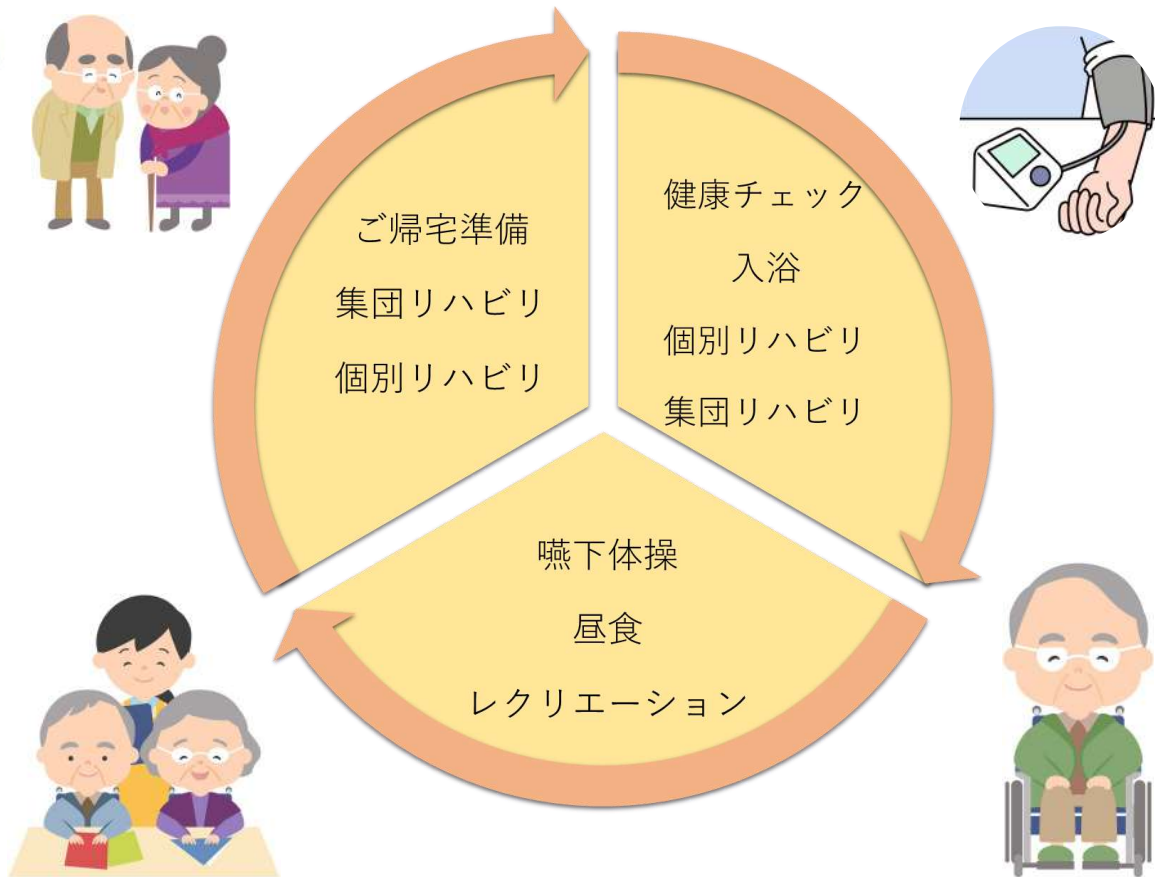 健康チェック
入浴
個別リハビリ
集団リハビリ
嚥下体操
昼食
レクリエーション
ご帰宅準備
集団リハビリ
個別リハビリ